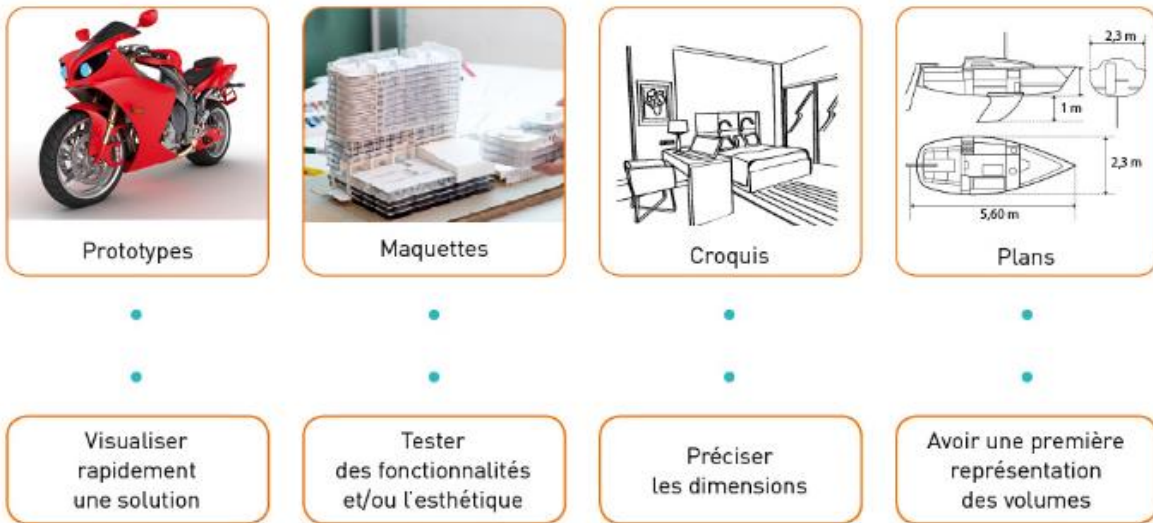 2,3 m
1 m
2,3 m
5,60 m
Prototypes
Maquettes
Croquis
Plans
Visualiser
rapidement
une solution
Tester
des fonctionnalités
et/ou l'esthétique
Préciser
les dimensions
Avoir une première
représentation
des volumes